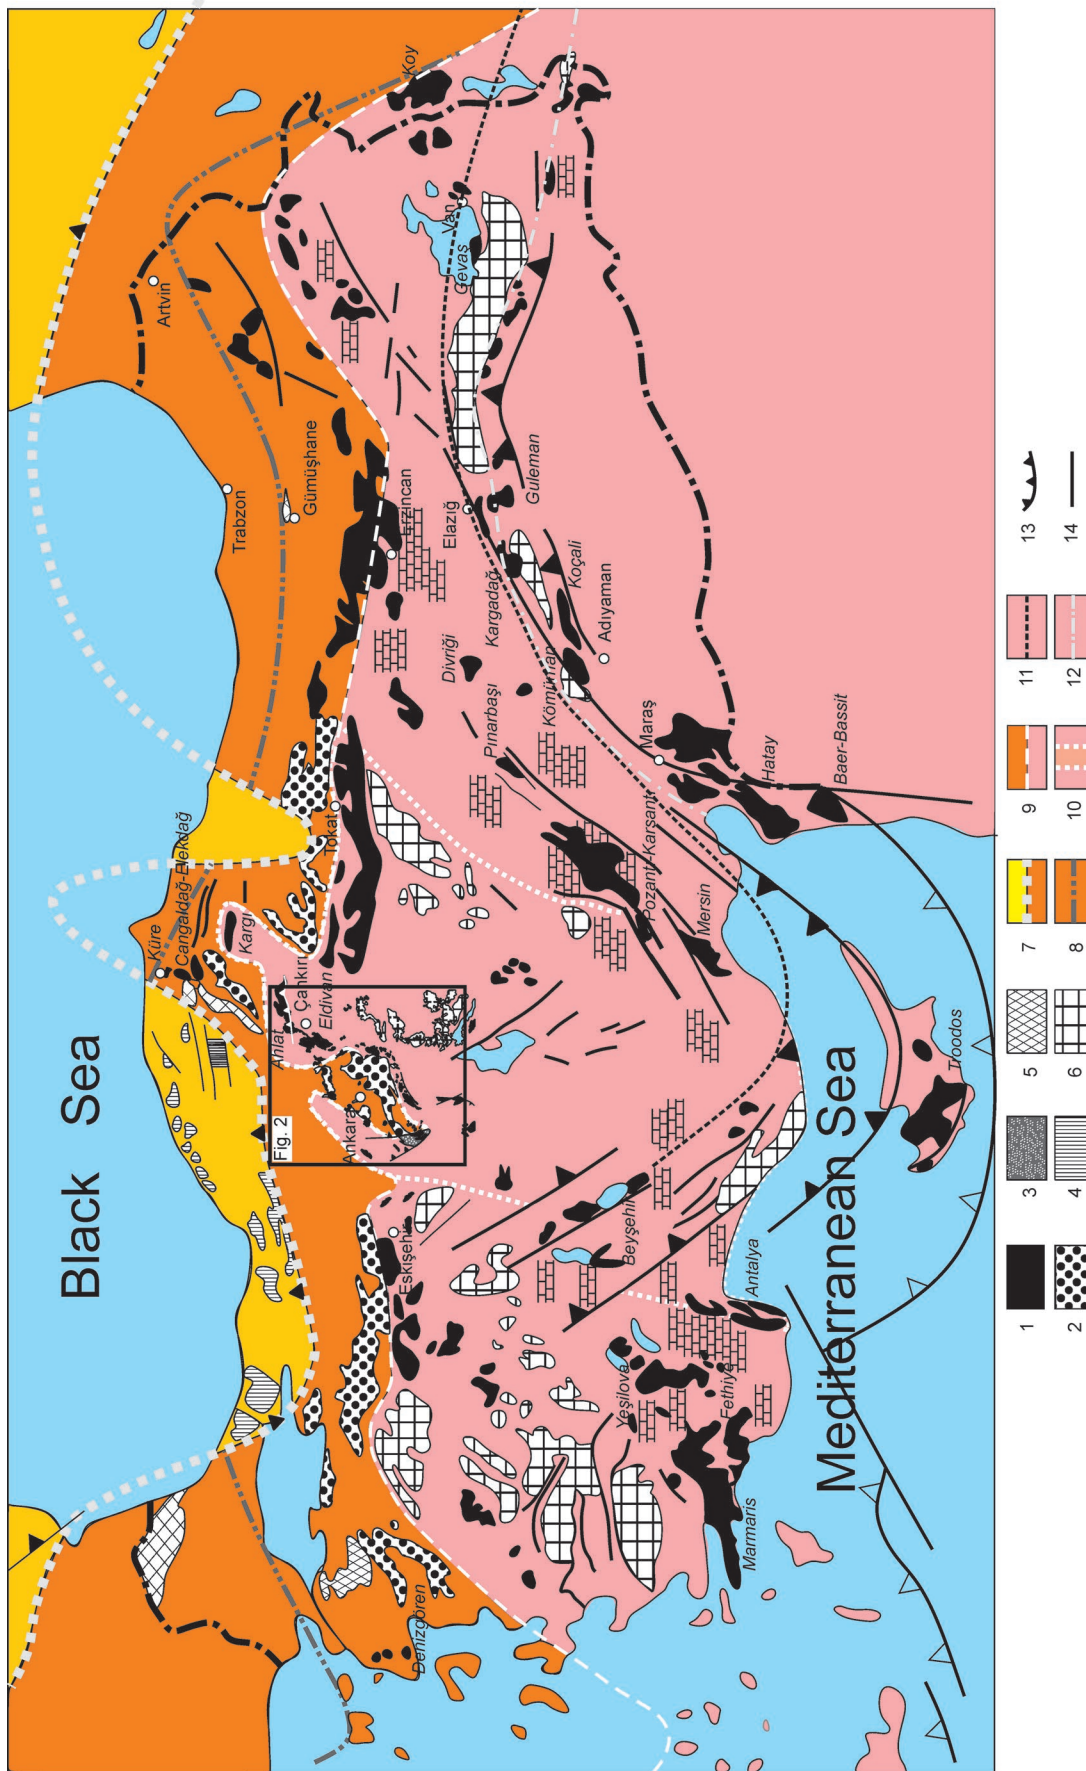 Black Sea
Mediterranean Sea
Fig. 2
Artvin
Koy
Van
Gevaş
Trabzon
Gümüşhane
Erzincan
Elazığ
Guleman
Koçali
Adıyaman
Kargadağ
Kömürhan
Divriği
Pınarbaşı
Maraş
Hatay
Baer-Bassit
Tokat
Pozantı-Karsantı
Mersin
Küre
Cangaldağ-Elekdağ
Kargı
Ahlat
Çankırı
Eldivan
Ankara
Troodos
Eskişehir
Beyşehir
Antalya
Yeşilova
Fethiye
Marmaris
Denizgören
1
2
3
4
5
6
7
8
9
10
11
12
13
14